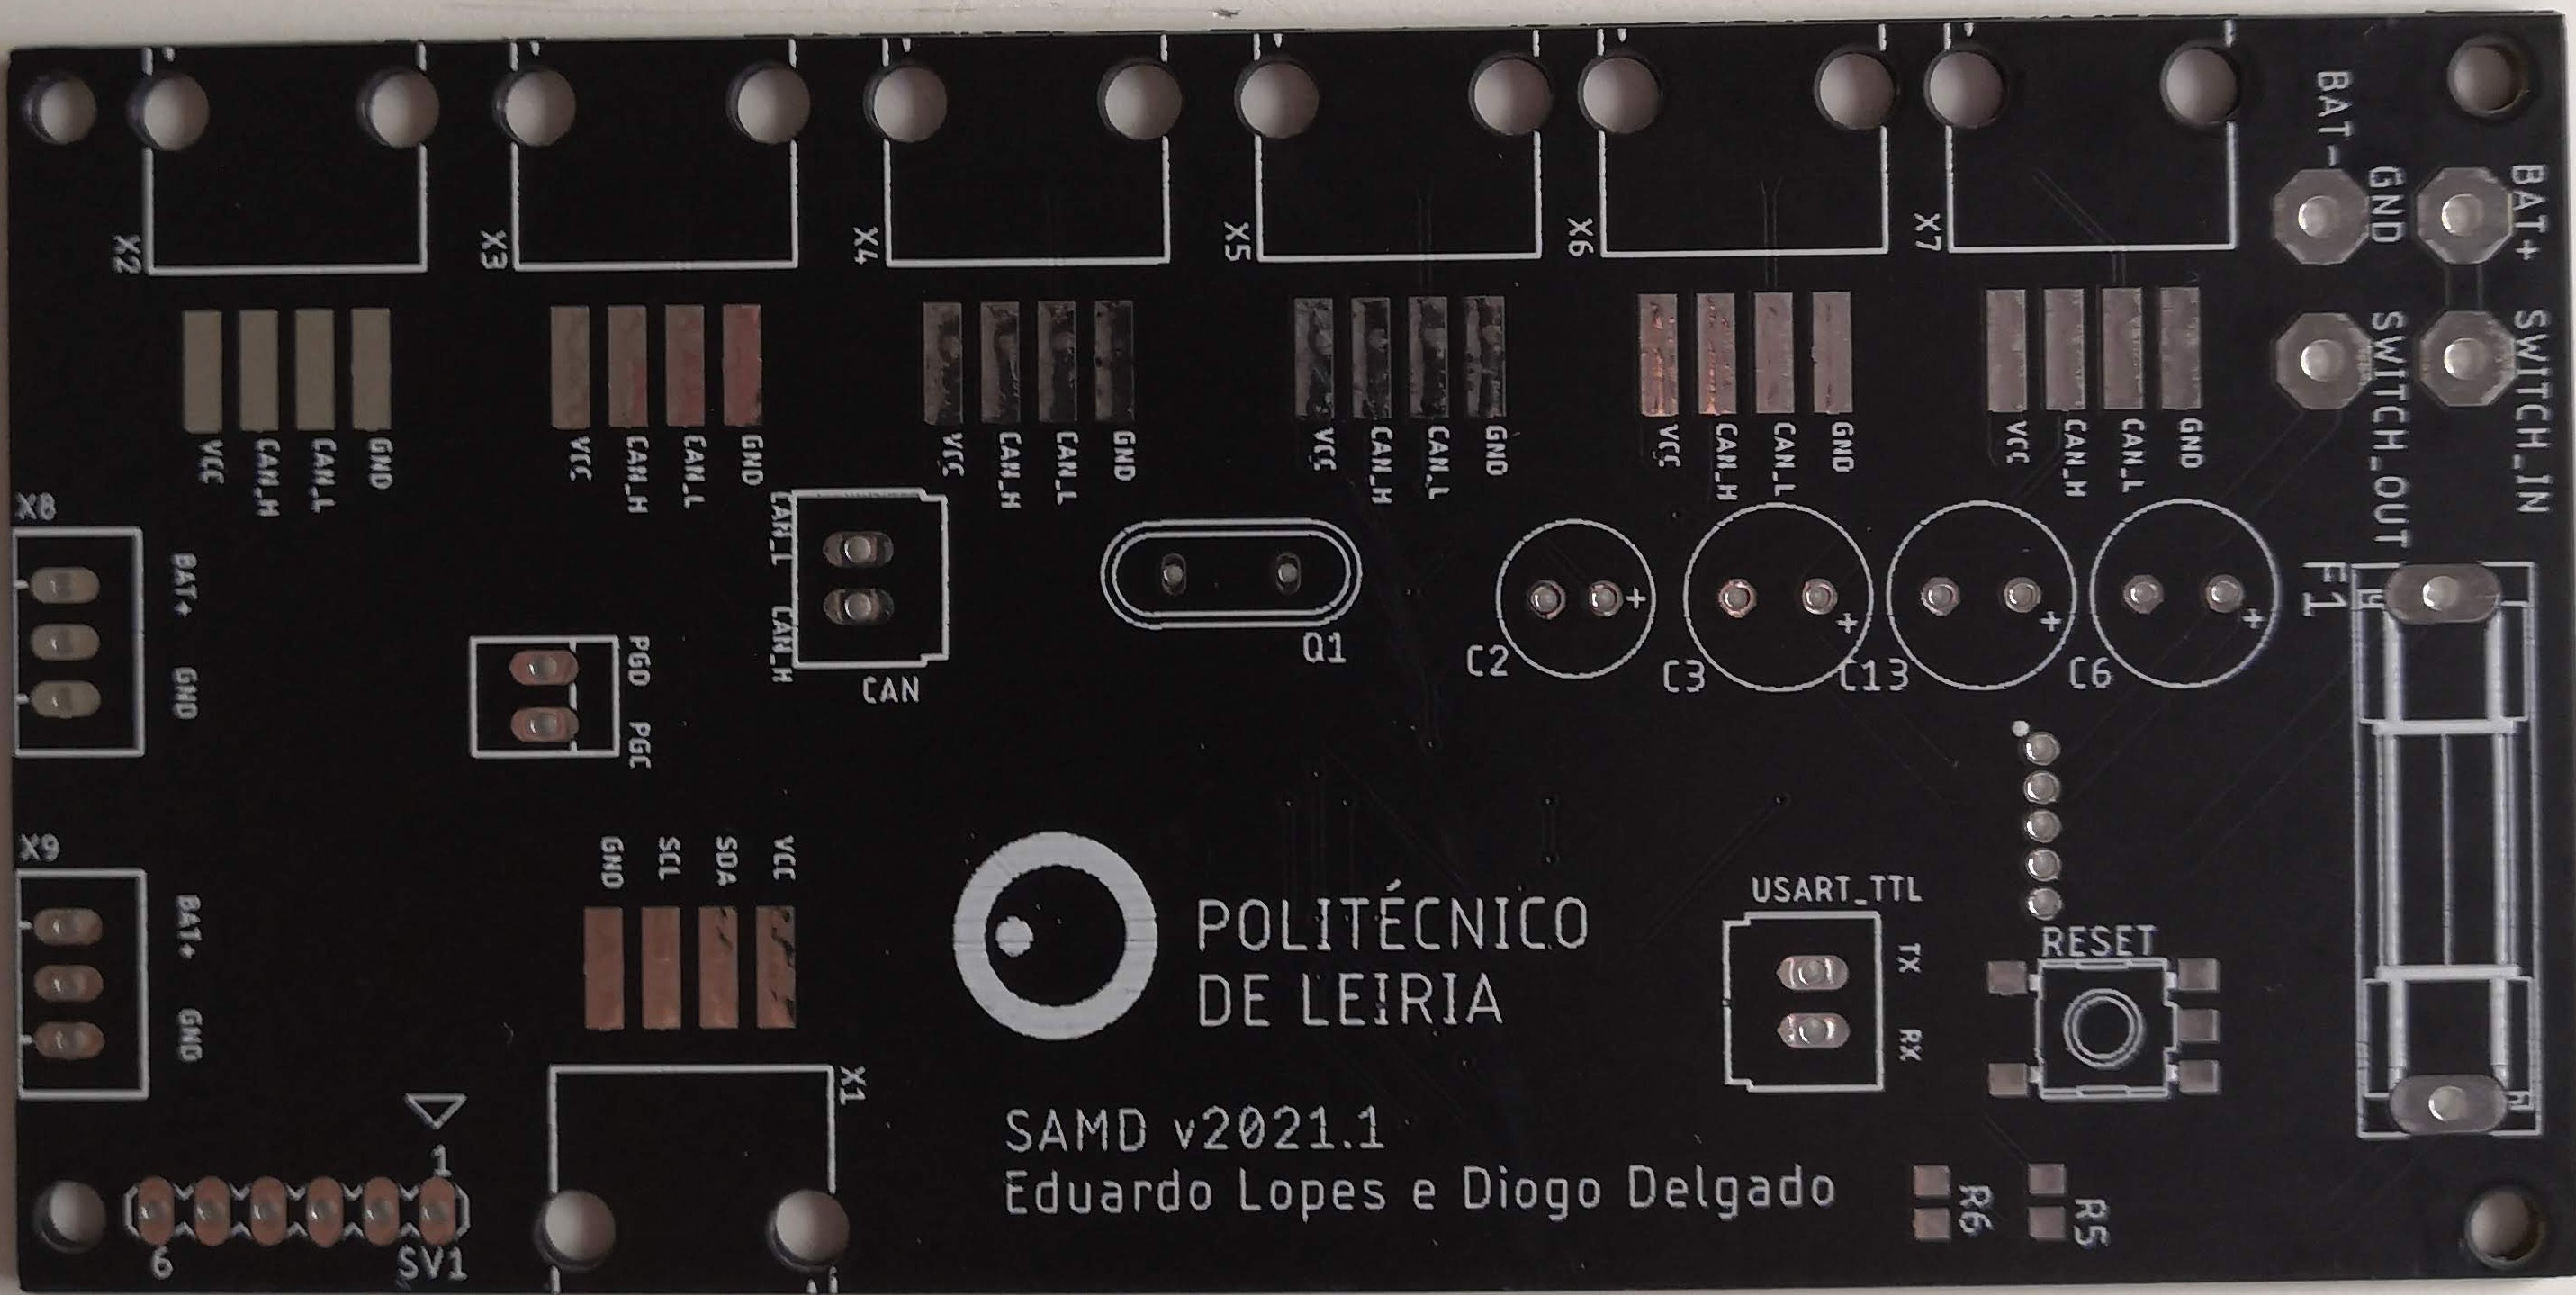 BAT-
GND
BAT+
X2
X3
X4
X5
X6
X7
SWITCH_OUT
SWITCH_IN
VCC
CAN_H
CAN_L
GND
VCC
CAN_H
CAN_L
GND
VCC
CAN_H
CAN_L
GND
VCC
CAN_H
CAN_L
GND
VCC
CAN_H
CAN_L
GND
VCC
CAN_H
CAN_L
GND
X8
BAT+
GND
CAN_L
CAN_H
CAN
PGD
PGC
Q1
C2
+
C3
+
C13
+
C6
+
F1
X9
BAT+
GND
GND
SCL
SDA
VCC
X1
POLITÉCNICO
DE LEIRIA
USART_TTL
TX
RX
RESET
SAMD v2021.1
Eduardo Lopes e Diogo Delgado
1
6
SV1
R6
R5